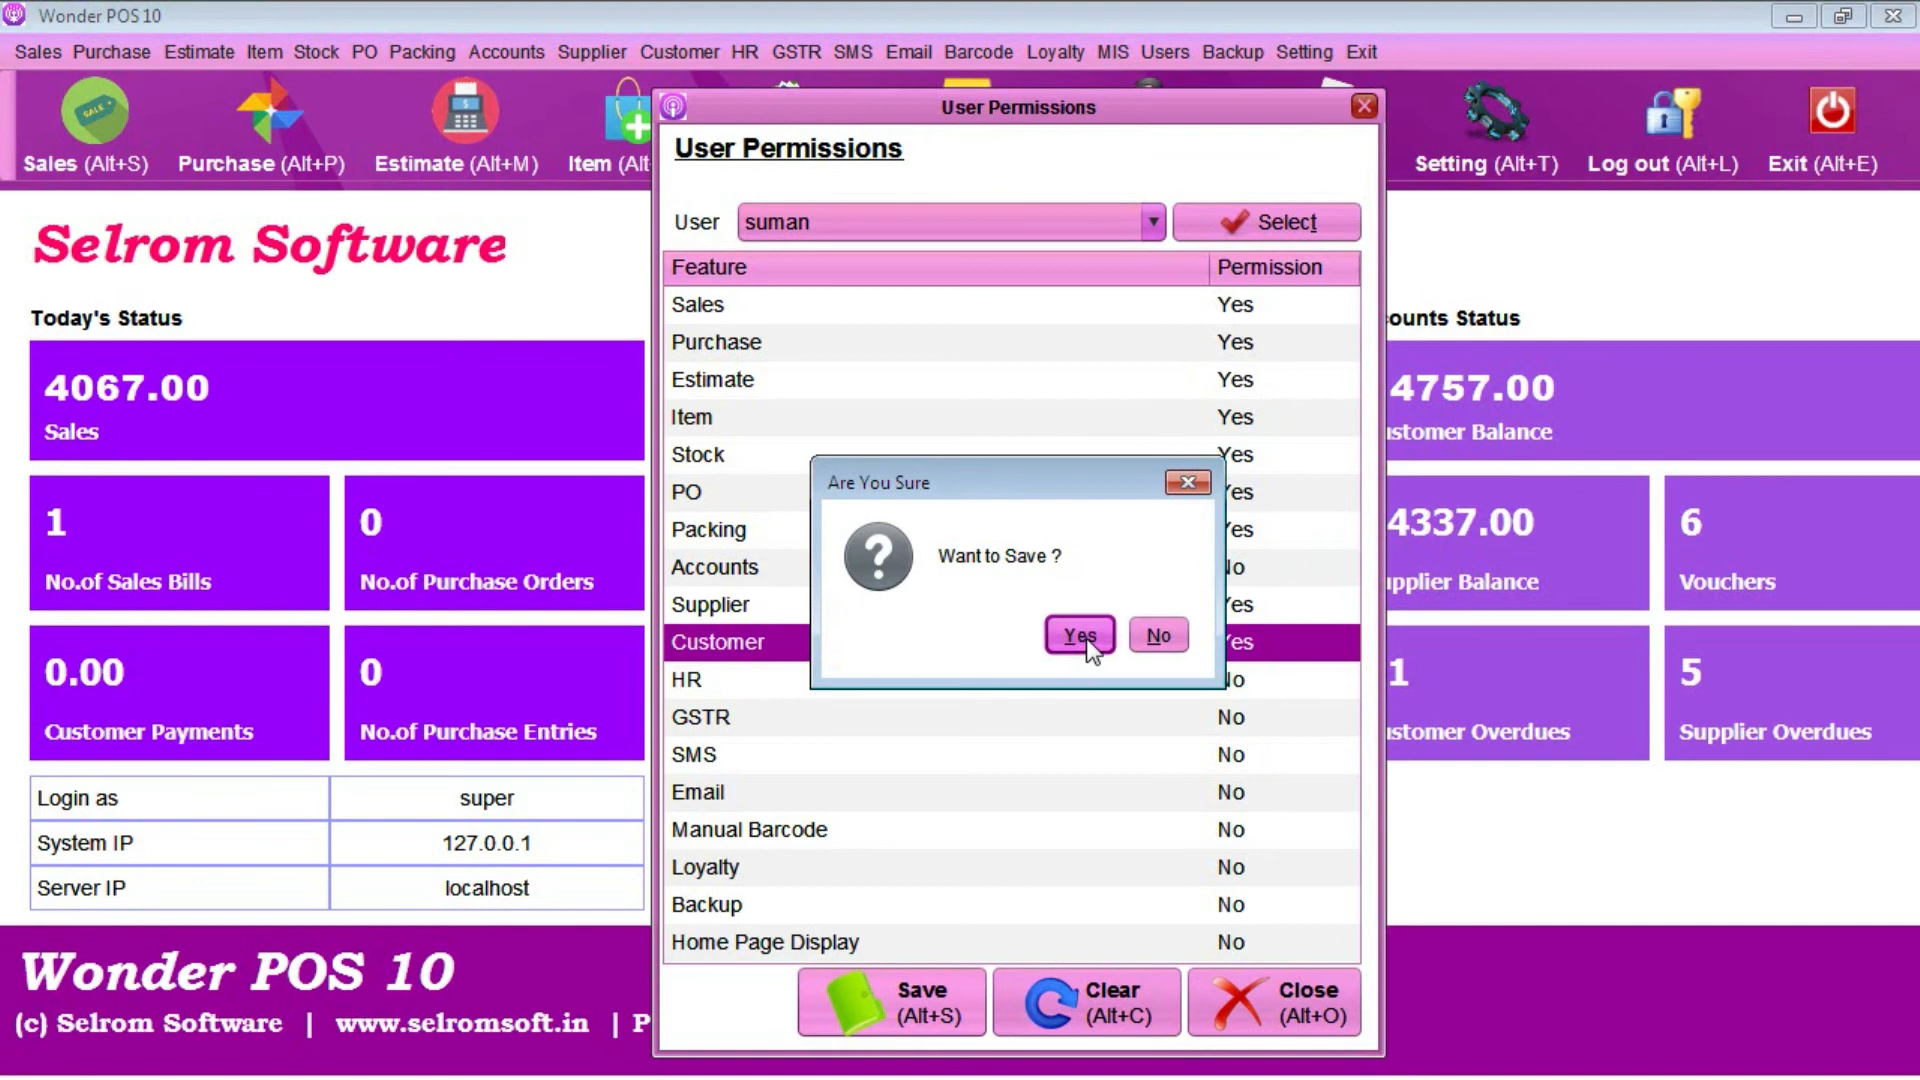 Wonder POS 10
Sales Purchase Estimate Item Stock PO Packing Accounts Supplier Customer HR GSTR SMS Email Barcode Loyalty MIS Users Backup Setting Exit
SALE
Sales (Alt+S) Purchase (Alt+P) Estimate (Alt+M) Item (Alt
Setting (Alt+T) Log out (Alt+L) Exit (Alt+E)
User Permissions
User Permissions
User suman Select
Feature Permission
Sales Yes
Purchase Yes
Estimate Yes
Item Yes
Stock Yes
PO Yes
Packing Yes
Accounts No
Supplier Yes
Customer Yes
HR No
GSTR No
SMS No
Email No
Manual Barcode No
Loyalty No
Backup No
Home Page Display No
Save (Alt+S)
Clear (Alt+C)
Close (Alt+O)
Are You Sure
Want to Save ?
Yes No
Selrom Software
Today's Status
4067.00
Sales
1
No.of Sales Bills
0
No.of Purchase Orders
0.00
Customer Payments
0
No.of Purchase Entries
Login as super
System IP 127.0.0.1
Server IP localhost
ounts Status
4757.00
stomer Balance
4337.00
pplier Balance
6
Vouchers
1
stomer Overdues
5
Supplier Overdues
Wonder POS 10
(c) Selrom Software | www.selromsoft.in | P